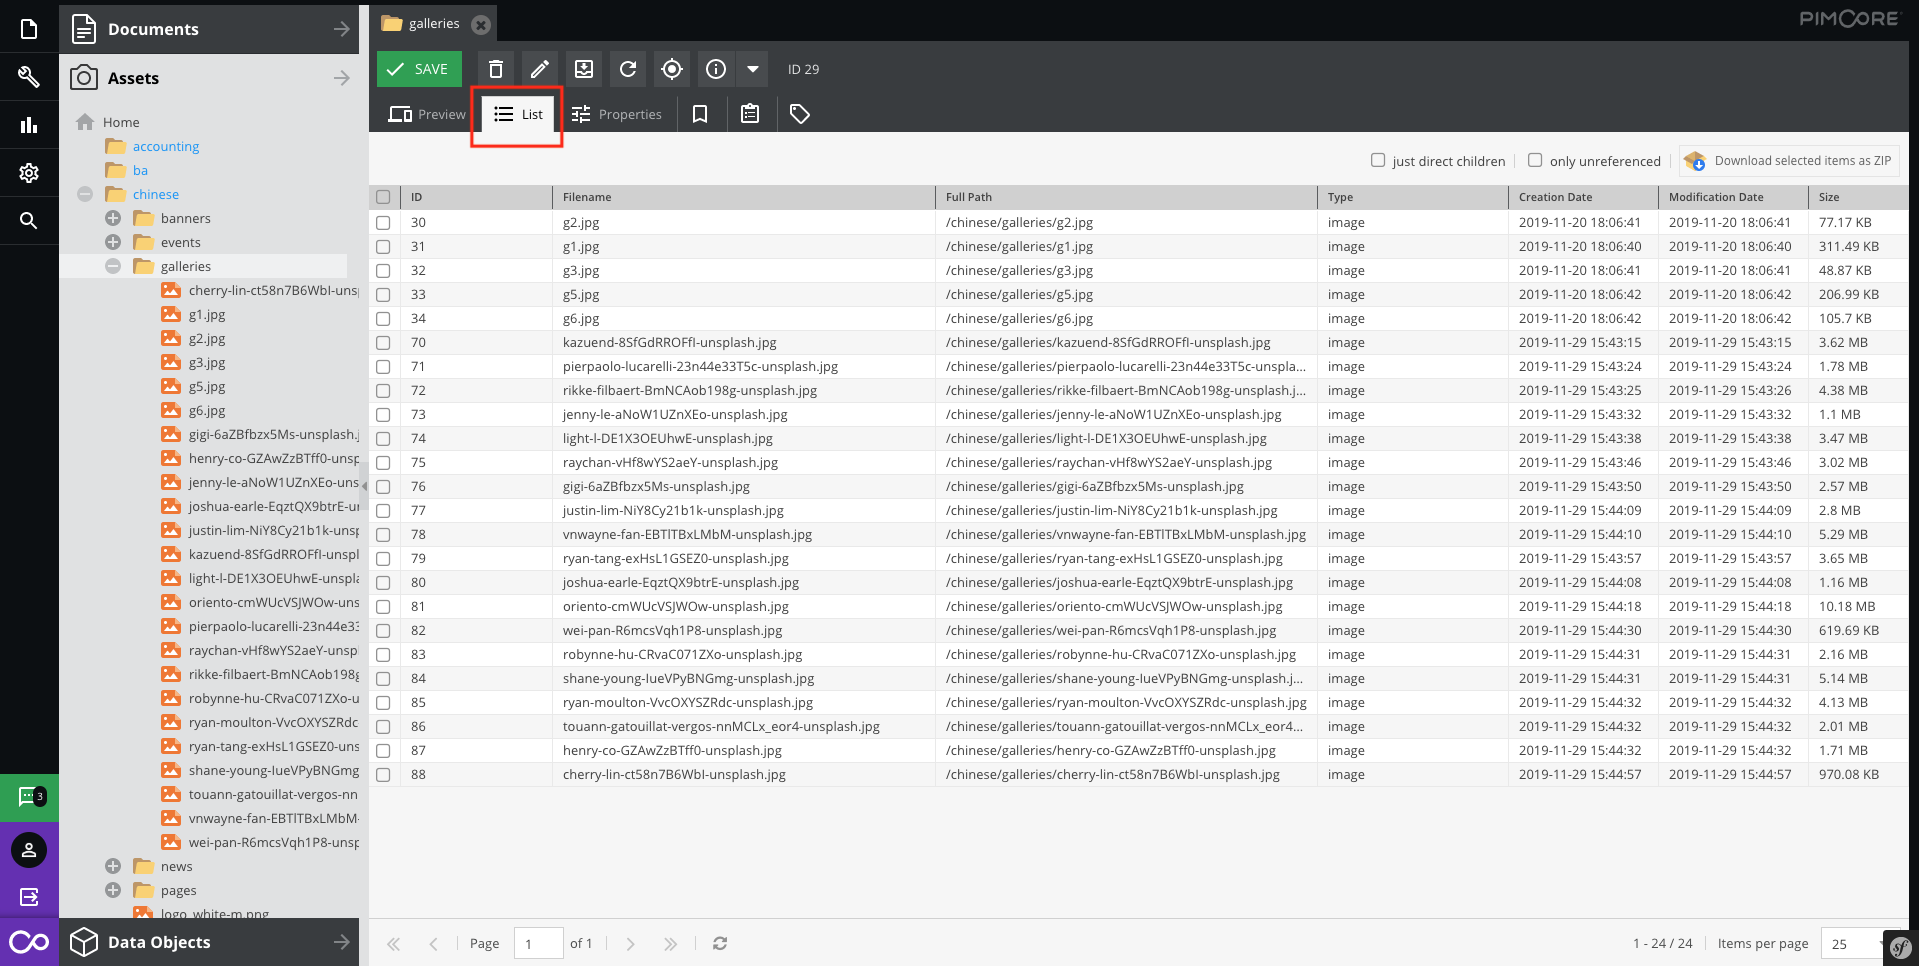 Documents
Assets
Home
accounting
ba
chinese
banners
events
galleries
cherry-lin-ct58n7B6WbI-uns
g1.jpg
g2.jpg
g3.jpg
g5.jpg
g6.jpg
gigi-6aZBfbzx5Ms-unsplash.j
henry-co-GZAwZzBTff0-unsp
jenny-le-aNoW1UZnXEo-uns
joshua-earle-EqztQX9btrE-ur
justin-lim-NiY8Cy21b1k-unsp
kazuend-8SfGdRROFfI-unspl
light-l-DE1X3OEUhwE-unspla
oriento-cmWUcVSJWOw-uns
pierpaolo-lucarelli-23n44e33
raychan-vHf8wYS2aeY-unspl
rikke-filbaert-BmNCAob198g
robynne-hu-CRvaC071ZXo-u
ryan-moulton-VvcOXYSZRdc
ryan-tang-exHsL1GSEZ0-uns
shane-young-IueVPyBNGmg
touann-gatouillat-vergos-nn
vnwayne-fan-EBTlTBxLMbM-
wei-pan-R6mcsVqh1P8-unsp
news
pages
logo_white-m.png
Data Objects
3
galleries
PIMCORE
SAVE ID 29
Preview List Properties
just direct children only unreferenced Download selected items as ZIP
ID Filename Full Path Type Creation Date Modification Date Size
30 g2.jpg /chinese/galleries/g2.jpg image 2019-11-20 18:06:41 2019-11-20 18:06:41 77.17 KB
31 g1.jpg /chinese/galleries/g1.jpg image 2019-11-20 18:06:40 2019-11-20 18:06:40 311.49 KB
32 g3.jpg /chinese/galleries/g3.jpg image 2019-11-20 18:06:41 2019-11-20 18:06:41 48.87 KB
33 g5.jpg /chinese/galleries/g5.jpg image 2019-11-20 18:06:42 2019-11-20 18:06:42 206.99 KB
34 g6.jpg /chinese/galleries/g6.jpg image 2019-11-20 18:06:42 2019-11-20 18:06:42 105.7 KB
70 kazuend-8SfGdRROFfI-unsplash.jpg /chinese/galleries/kazuend-8SfGdRROFfI-unsplash.jpg image 2019-11-29 15:43:15 2019-11-29 15:43:15 3.62 MB
71 pierpaolo-lucarelli-23n44e33T5c-unsplash.jpg /chinese/galleries/pierpaolo-lucarelli-23n44e33T5c-unspla... image 2019-11-29 15:43:24 2019-11-29 15:43:24 1.78 MB
72 rikke-filbaert-BmNCAob198g-unsplash.jpg /chinese/galleries/rikke-filbaert-BmNCAob198g-unsplash.j... image 2019-11-29 15:43:25 2019-11-29 15:43:26 4.38 MB
73 jenny-le-aNoW1UZnXEo-unsplash.jpg /chinese/galleries/jenny-le-aNoW1UZnXEo-unsplash.jpg image 2019-11-29 15:43:32 2019-11-29 15:43:32 1.1 MB
74 light-l-DE1X3OEUhwE-unsplash.jpg /chinese/galleries/light-l-DE1X3OEUhwE-unsplash.jpg image 2019-11-29 15:43:38 2019-11-29 15:43:38 3.47 MB
75 raychan-vHf8wYS2aeY-unsplash.jpg /chinese/galleries/raychan-vHf8wYS2aeY-unsplash.jpg image 2019-11-29 15:43:46 2019-11-29 15:43:46 3.02 MB
76 gigi-6aZBfbzx5Ms-unsplash.jpg /chinese/galleries/gigi-6aZBfbzx5Ms-unsplash.jpg image 2019-11-29 15:43:50 2019-11-29 15:43:50 2.57 MB
77 justin-lim-NiY8Cy21b1k-unsplash.jpg /chinese/galleries/justin-lim-NiY8Cy21b1k-unsplash.jpg image 2019-11-29 15:44:09 2019-11-29 15:44:09 2.8 MB
78 vnwayne-fan-EBTlTBxLMbM-unsplash.jpg /chinese/galleries/vnwayne-fan-EBTlTBxLMbM-unsplash.jpg image 2019-11-29 15:44:10 2019-11-29 15:44:10 5.29 MB
79 ryan-tang-exHsL1GSEZ0-unsplash.jpg /chinese/galleries/ryan-tang-exHsL1GSEZ0-unsplash.jpg image 2019-11-29 15:43:57 2019-11-29 15:43:57 3.65 MB
80 joshua-earle-EqztQX9btrE-unsplash.jpg /chinese/galleries/joshua-earle-EqztQX9btrE-unsplash.jpg image 2019-11-29 15:44:08 2019-11-29 15:44:08 1.16 MB
81 oriento-cmWUcVSJWOw-unsplash.jpg /chinese/galleries/oriento-cmWUcVSJWOw-unsplash.jpg image 2019-11-29 15:44:18 2019-11-29 15:44:18 10.18 MB
82 wei-pan-R6mcsVqh1P8-unsplash.jpg /chinese/galleries/wei-pan-R6mcsVqh1P8-unsplash.jpg image 2019-11-29 15:44:30 2019-11-29 15:44:30 619.69 KB
83 robynne-hu-CRvaC071ZXo-unsplash.jpg /chinese/galleries/robynne-hu-CRvaC071ZXo-unsplash.jpg image 2019-11-29 15:44:31 2019-11-29 15:44:31 2.16 MB
84 shane-young-IueVPyBNGmg-unsplash.jpg /chinese/galleries/shane-young-IueVPyBNGmg-unsplash.j... image 2019-11-29 15:44:31 2019-11-29 15:44:31 5.14 MB
85 ryan-moulton-VvcOXYSZRdc-unsplash.jpg /chinese/galleries/ryan-moulton-VvcOXYSZRdc-unsplash.jpg image 2019-11-29 15:44:32 2019-11-29 15:44:32 4.13 MB
86 touann-gatouillat-vergos-nnMCLx_eor4-unsplash.jpg /chinese/galleries/touann-gatouillat-vergos-nnMCLx_eor4... image 2019-11-29 15:44:32 2019-11-29 15:44:32 2.01 MB
87 henry-co-GZAwZzBTff0-unsplash.jpg /chinese/galleries/henry-co-GZAwZzBTff0-unsplash.jpg image 2019-11-29 15:44:32 2019-11-29 15:44:32 1.71 MB
88 cherry-lin-ct58n7B6WbI-unsplash.jpg /chinese/galleries/cherry-lin-ct58n7B6WbI-unsplash.jpg image 2019-11-29 15:44:57 2019-11-29 15:44:57 970.08 KB
Page 1 of 1 1 - 24 / 24 Items per page 25
sf